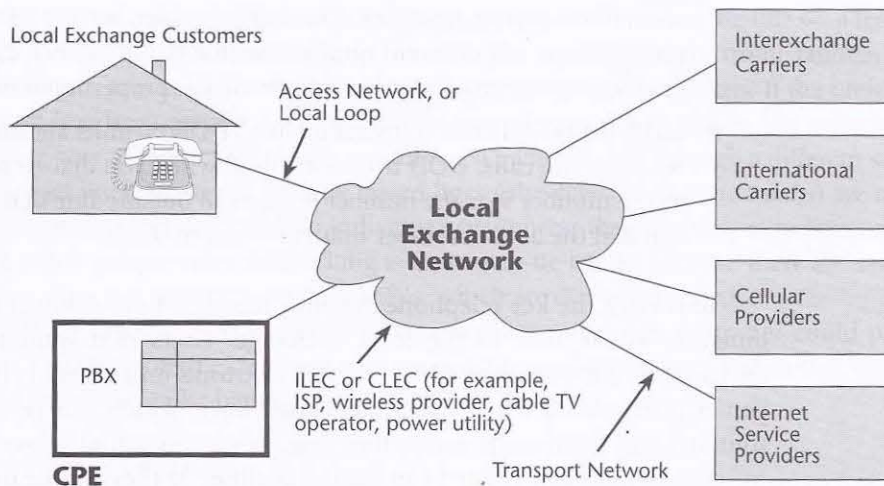 Local Exchange Customers
Access Network, or
Local Loop
Interexchange
Carriers
International
Carriers
Local
Exchange
Network
Cellular
Providers
PBX
ILEC or CLEC (for example,
ISP, wireless provider, cable TV
operator, power utility)
Internet
Service
Providers
CPE
Transport Network